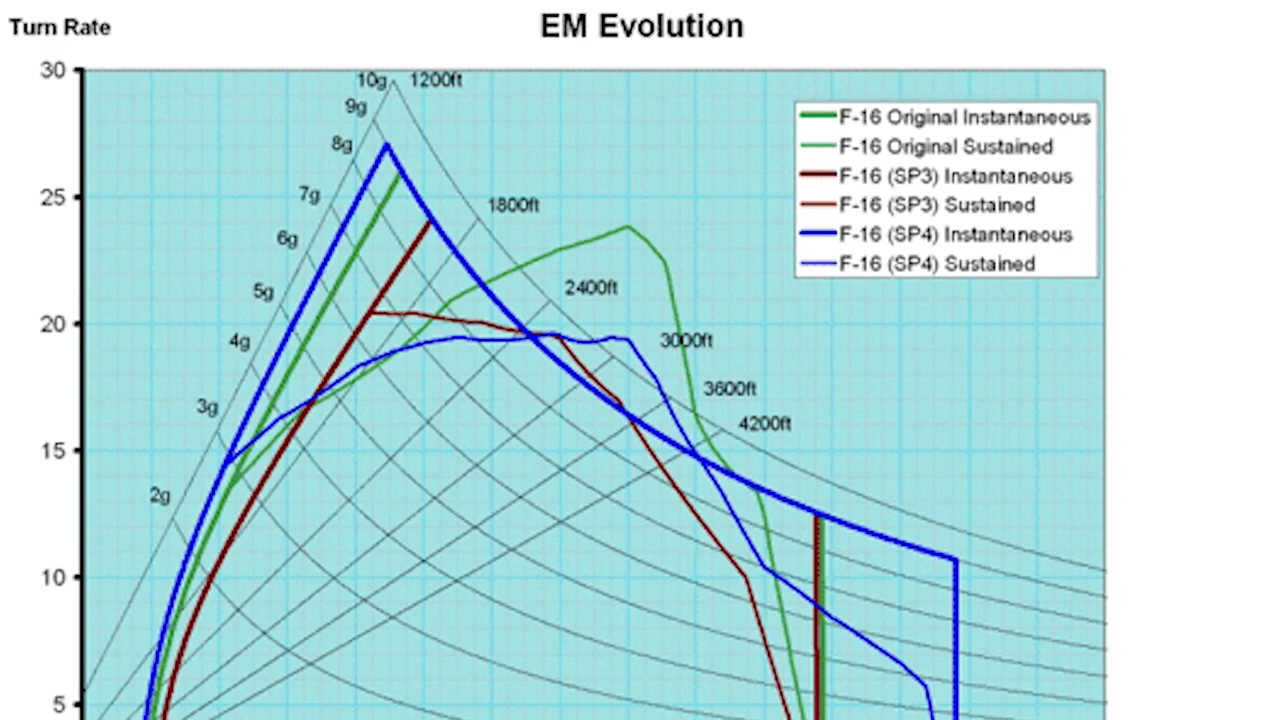 EM Evolution
Turn Rate
30
10g
1200ft
9g
F-16 Original Instantaneous
8g
F-16 Original Sustained
F-16 (SP3) Instantaneous
25
7g
1800ft
F-16 (SP3) Sustained
6g
F-16 (SP4) Instantaneous
F-16 (SP4) Sustained
5g
2400ft
20
4g
3000ft
3600ft
3g
4200ft
15
2g
10
5